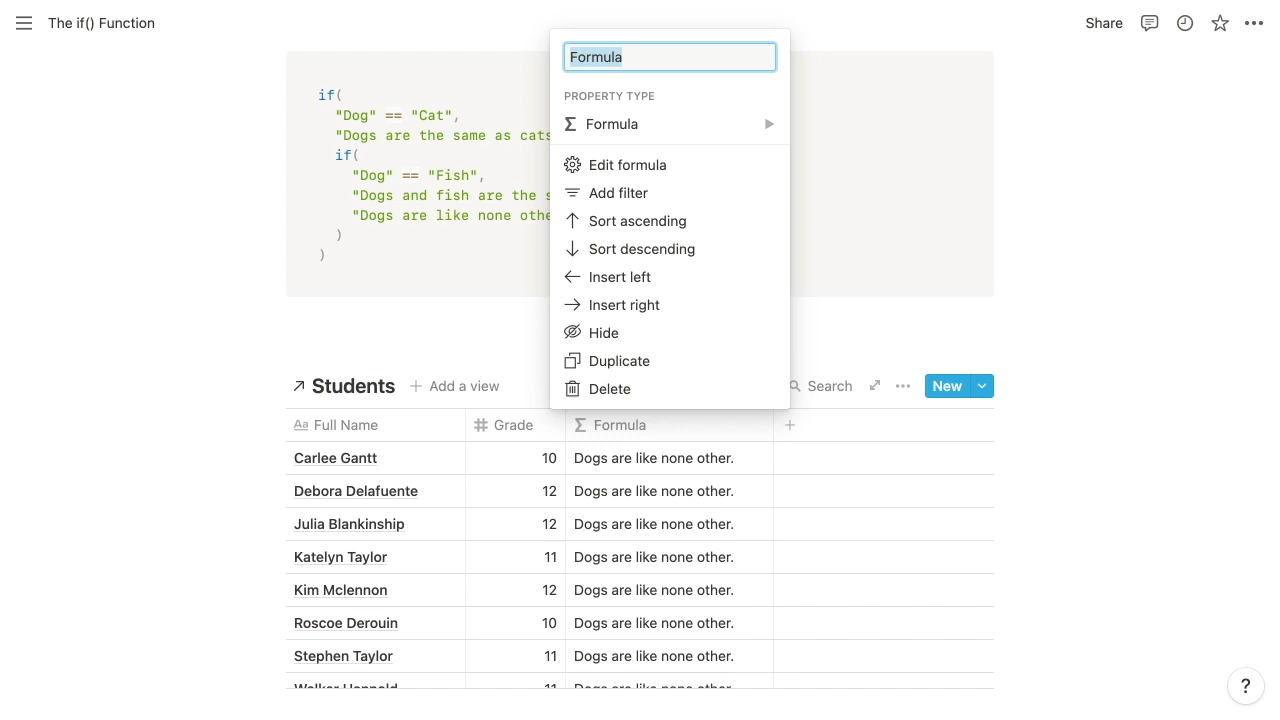 The if() Function
Share
if(
"Dog" == "Cat",
"Dogs are the same as cats
if(
"Dog" == "Fish",
"Dogs and fish are the s
"Dogs are like none othe
)
)
Formula
PROPERTY TYPE
Formula
Edit formula
Add filter
Sort ascending
Sort descending
Insert left
Insert right
Hide
Duplicate
Delete
Students
Add a view
Search
New
Aa Full Name
Grade
Formula
Carlee Gantt 10 Dogs are like none other.
Debora Delafuente 12 Dogs are like none other.
Julia Blankinship 12 Dogs are like none other.
Katelyn Taylor 11 Dogs are like none other.
Kim Mclennon 12 Dogs are like none other.
Roscoe Derouin 10 Dogs are like none other.
Stephen Taylor 11 Dogs are like none other.
?